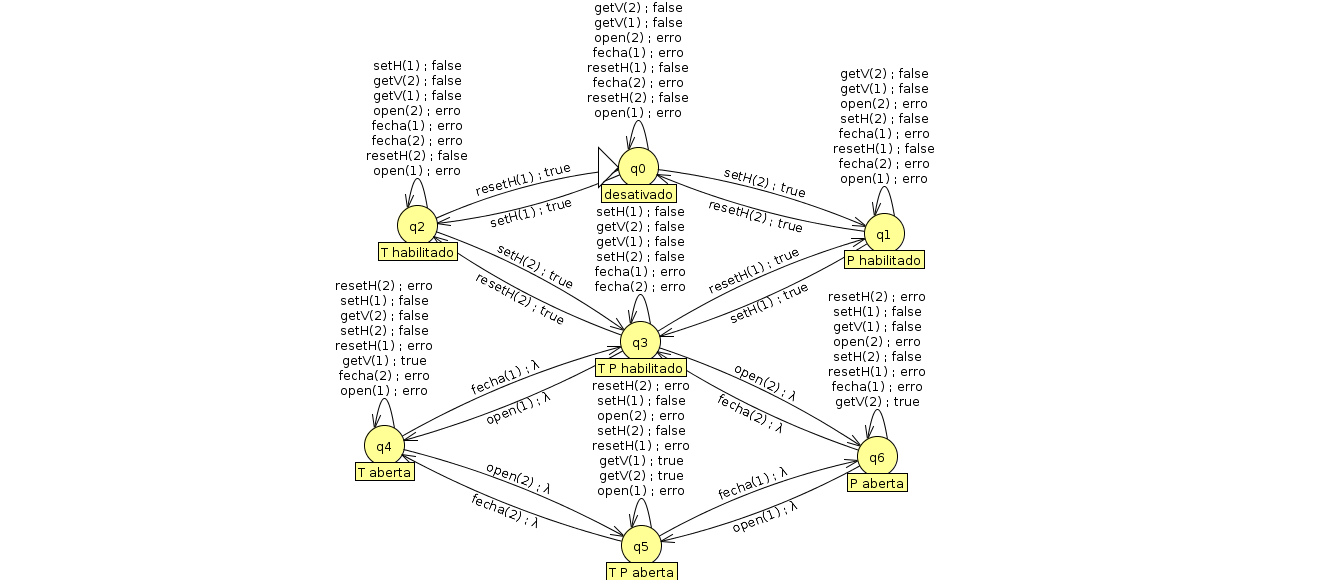 getV(2) ; false
getV(1) ; false
open(2) ; erro
fecha(1) ; erro
resetH(1) ; false
fecha(2) ; erro
resetH(2) ; false
open(1) ; erro
setH(1) ; false
getV(2) ; false
getV(1) ; false
open(2) ; erro
fecha(1) ; erro
fecha(2) ; erro
resetH(2) ; false
open(1) ; erro
getV(2) ; false
getV(1) ; false
open(2) ; erro
setH(2) ; false
fecha(1) ; erro
resetH(1) ; false
fecha(2) ; erro
open(1) ; erro
q0
desativado
resetH(1) ; true
setH(1) ; true
setH(2) ; true
resetH(2) ; true
q2
T habilitado
q1
P habilitado
setH(1) ; false
getV(2) ; false
getV(1) ; false
setH(2) ; false
fecha(1) ; erro
fecha(2) ; erro
setH(2) ; true
resetH(2) ; true
resetH(1) ; true
setH(1) ; true
q3
T P habilitado
resetH(2) ; erro
setH(1) ; false
getV(2) ; false
setH(2) ; false
resetH(1) ; erro
getV(1) ; true
fecha(2) ; erro
open(1) ; erro
resetH(2) ; erro
setH(1) ; false
getV(1) ; false
open(2) ; erro
setH(2) ; false
resetH(1) ; erro
fecha(1) ; erro
getV(2) ; true
fecha(1) ; λ
open(1) ; λ
open(2) ; λ
fecha(2) ; λ
q4
T aberta
q6
P aberta
resetH(2) ; erro
setH(1) ; false
open(2) ; erro
setH(2) ; false
resetH(1) ; erro
getV(1) ; true
getV(2) ; true
open(1) ; erro
open(2) ; λ
fecha(2) ; λ
fecha(1) ; λ
open(1) ; λ
q5
T P aberta